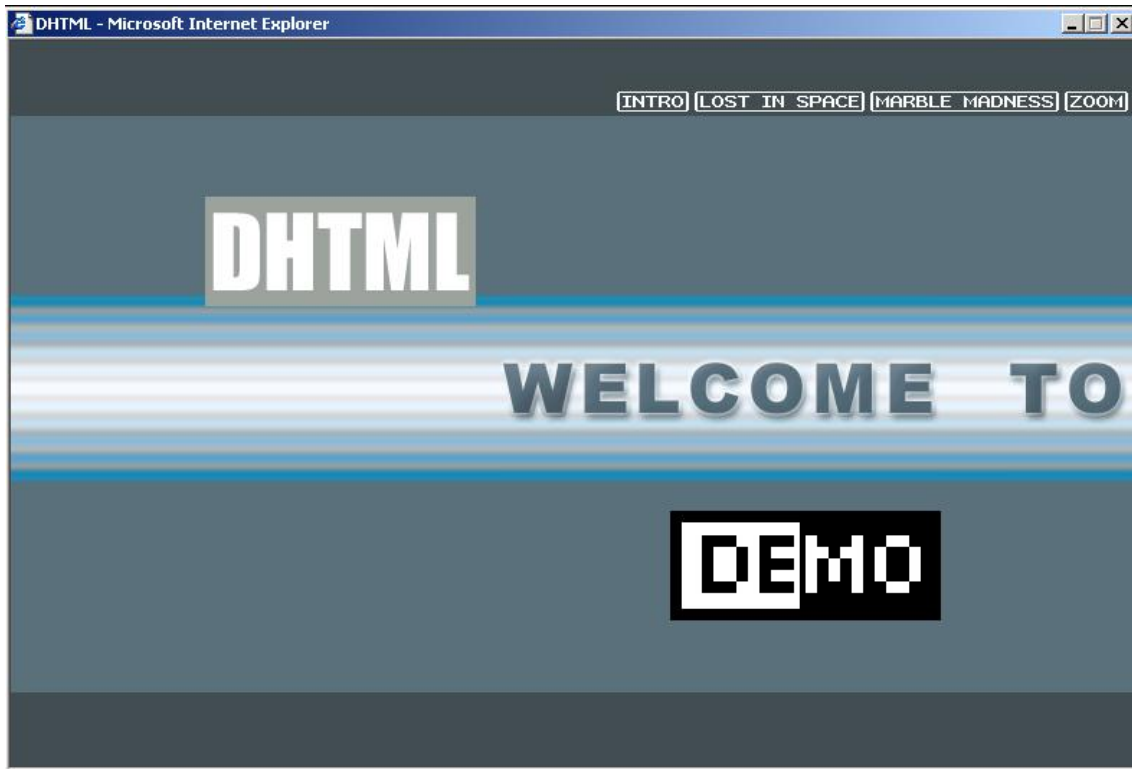 DHTML - Microsoft Internet Explorer
INTRO LOST IN SPACE MARBLE MADNESS ZOOM
DHTML
WELCOME TO
DEMO